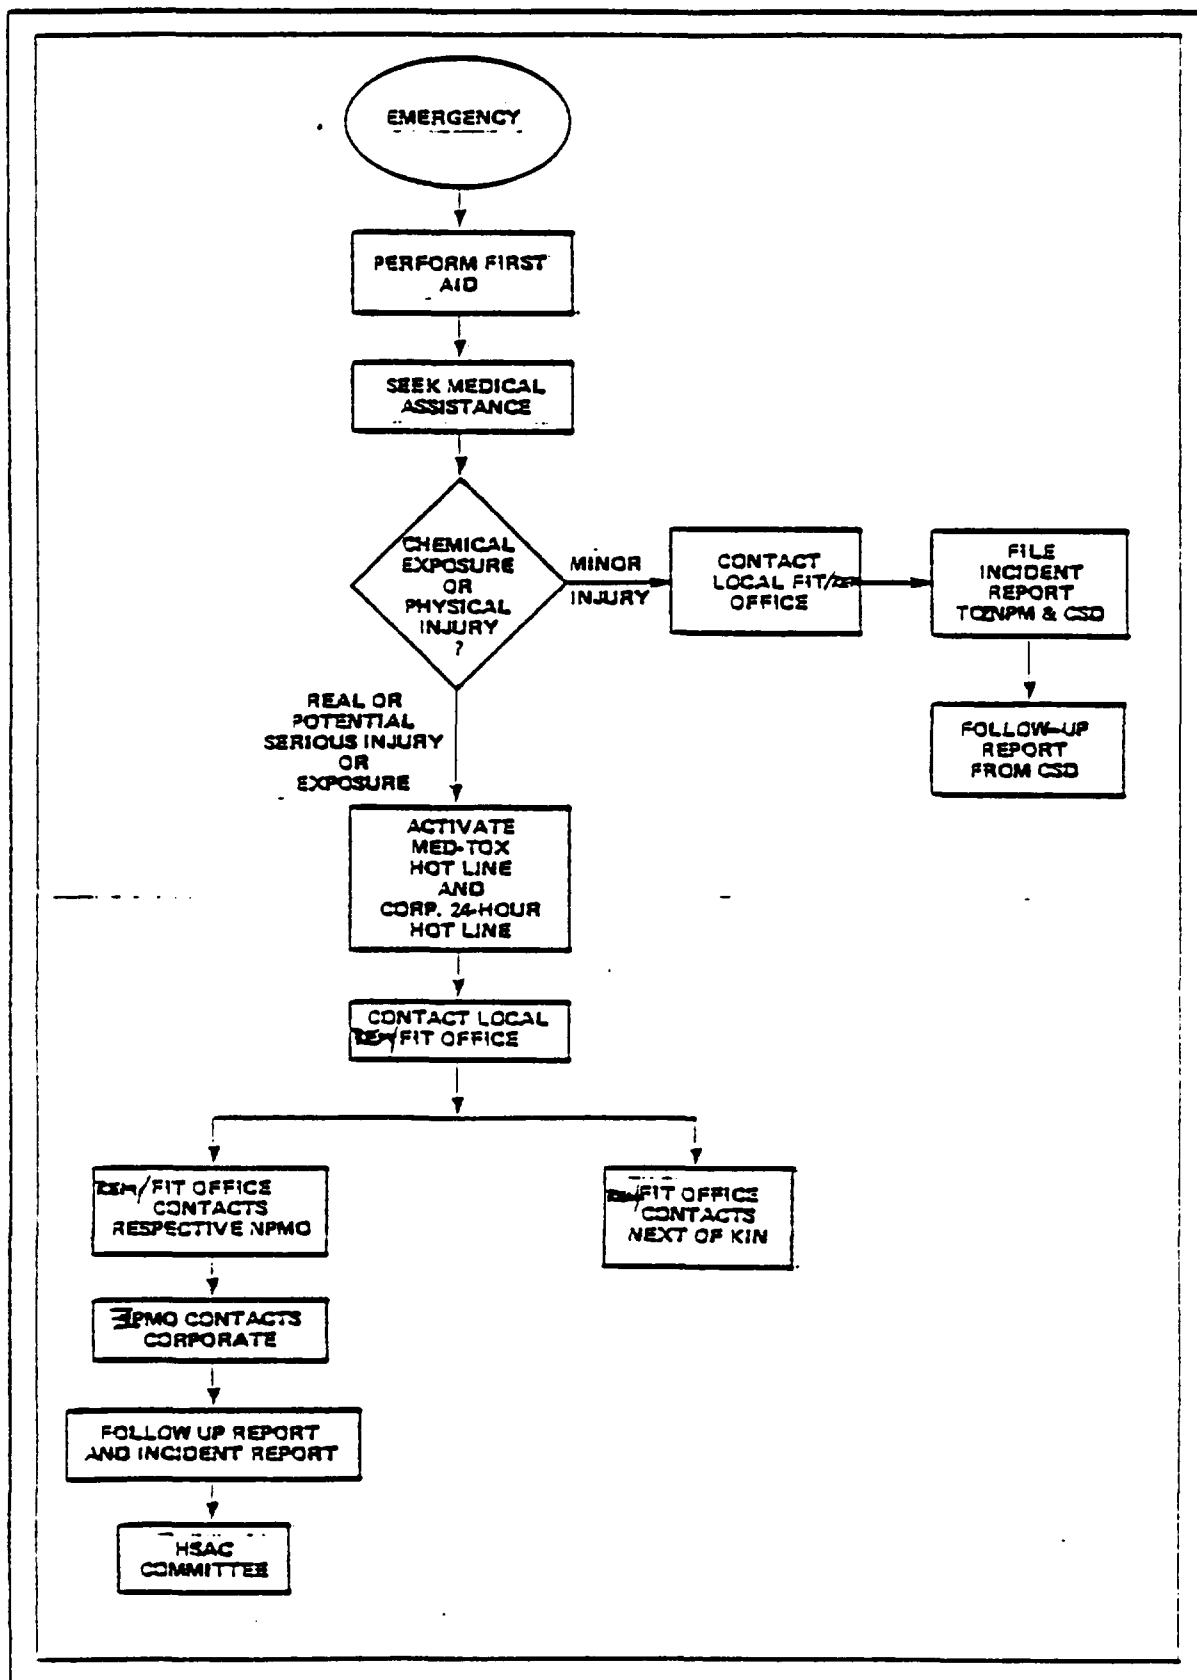 EMERGENCY
PERFORM FIRST
AID
SEEK MEDICAL
ASSISTANCE
CHEMICAL
EXPOSURE
OR
PHYSICAL
INJURY
?
MINOR
INJURY
CONTACT
LOCAL FIT/
OFFICE
FILE
INCIDENT
REPORT
NPM & CSD
FOLLOW-UP
REPORT
FROM CSD
REAL OR
POTENTIAL
SERIOUS INJURY
OR
EXPOSURE
ACTIVATE
MED-TOX
HOT LINE
AND
CORP. 24-HOUR
HOT LINE
CONTACT LOCAL
REM/FIT OFFICE
REM/FIT OFFICE
CONTACTS
RESPECTIVE NPMO
REM/FIT OFFICE
CONTACTS
NEXT OF KIN
PMO CONTACTS
CORPORATE
FOLLOW UP REPORT
AND INCIDENT REPORT
HSAC
COMMITTEE